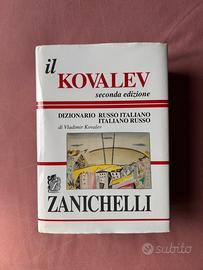 il
KOVALEV
seconda edizione
DIZIONARIO RUSSO ITALIANO
ITALIANO RUSSO
di Vladimir Kovalev
ZANICHELLI
subito